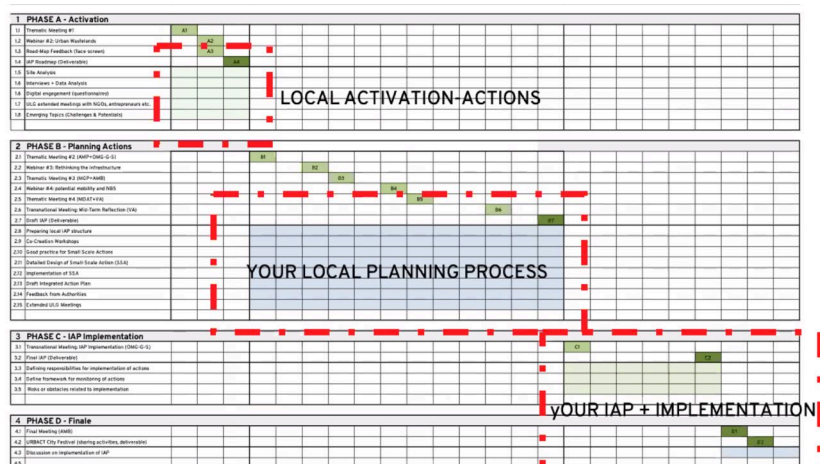 1 PHASE A - Activation
1.1 Thematic Meeting #1 A1
1.2 Webinar #2: Urban Wastelands A2
1.3 Road-Map Feedback (face screen) A3
1.4 IAP Roadmap (Deliverable) AA
1.5 Site Analysis
1.6 Interviews + Data Analysis
1.6 Digital engagement (questionnaires)
1.7 ULG extended meetings with NGOs, entrepreneurs etc.
1.8 Emerging Topics (Challenges & Potentials)
LOCAL ACTIVATION-ACTIONS
2 PHASE B - Planning Actions
2.1 Thematic Meeting #2 (AMP+OMG-G-S) B1
2.2 Webinar #3: Rethinking the infrastructure B2
2.3 Thematic Meeting #3 (MGP+AMB) B3
2.4 Webinar #4: potential mobility and NBS B4
2.5 Thematic Meeting #4 (MDAT+VA) B5
2.6 Transnational Meeting: Mid-Term Reflection (VA) B6
2.7 Draft IAP (Deliverable) B7
2.8 Preparing local IAP structure
2.9 Co-Creation Workshops
2.10 Good practice for Small Scale Actions
2.11 Detailed Design of Small Scale Action (SSA)
2.12 Implementation of SSA
2.13 Draft Integrated Action Plan
2.14 Feedback from Authorities
2.15 Extended ULG Meetings
YOUR LOCAL PLANNING PROCESS
3 PHASE C - IAP Implementation
3.1 Transnational Meeting: IAP Implementation (OMG-G-S) C1
3.2 Final IAP (Deliverable) C2
3.3 Defining responsibilities for implementation of actions
3.4 Define framework for monitoring of actions
3.5 Risks or obstacles related to implementation
yOUR IAP + IMPLEMENTATION
4 PHASE D - Finale
4.1 Final Meeting (AMB) D1
4.2 URBACT City Festival (sharing activities, deliverable) D2
4.3 Discussion on implementation of IAP